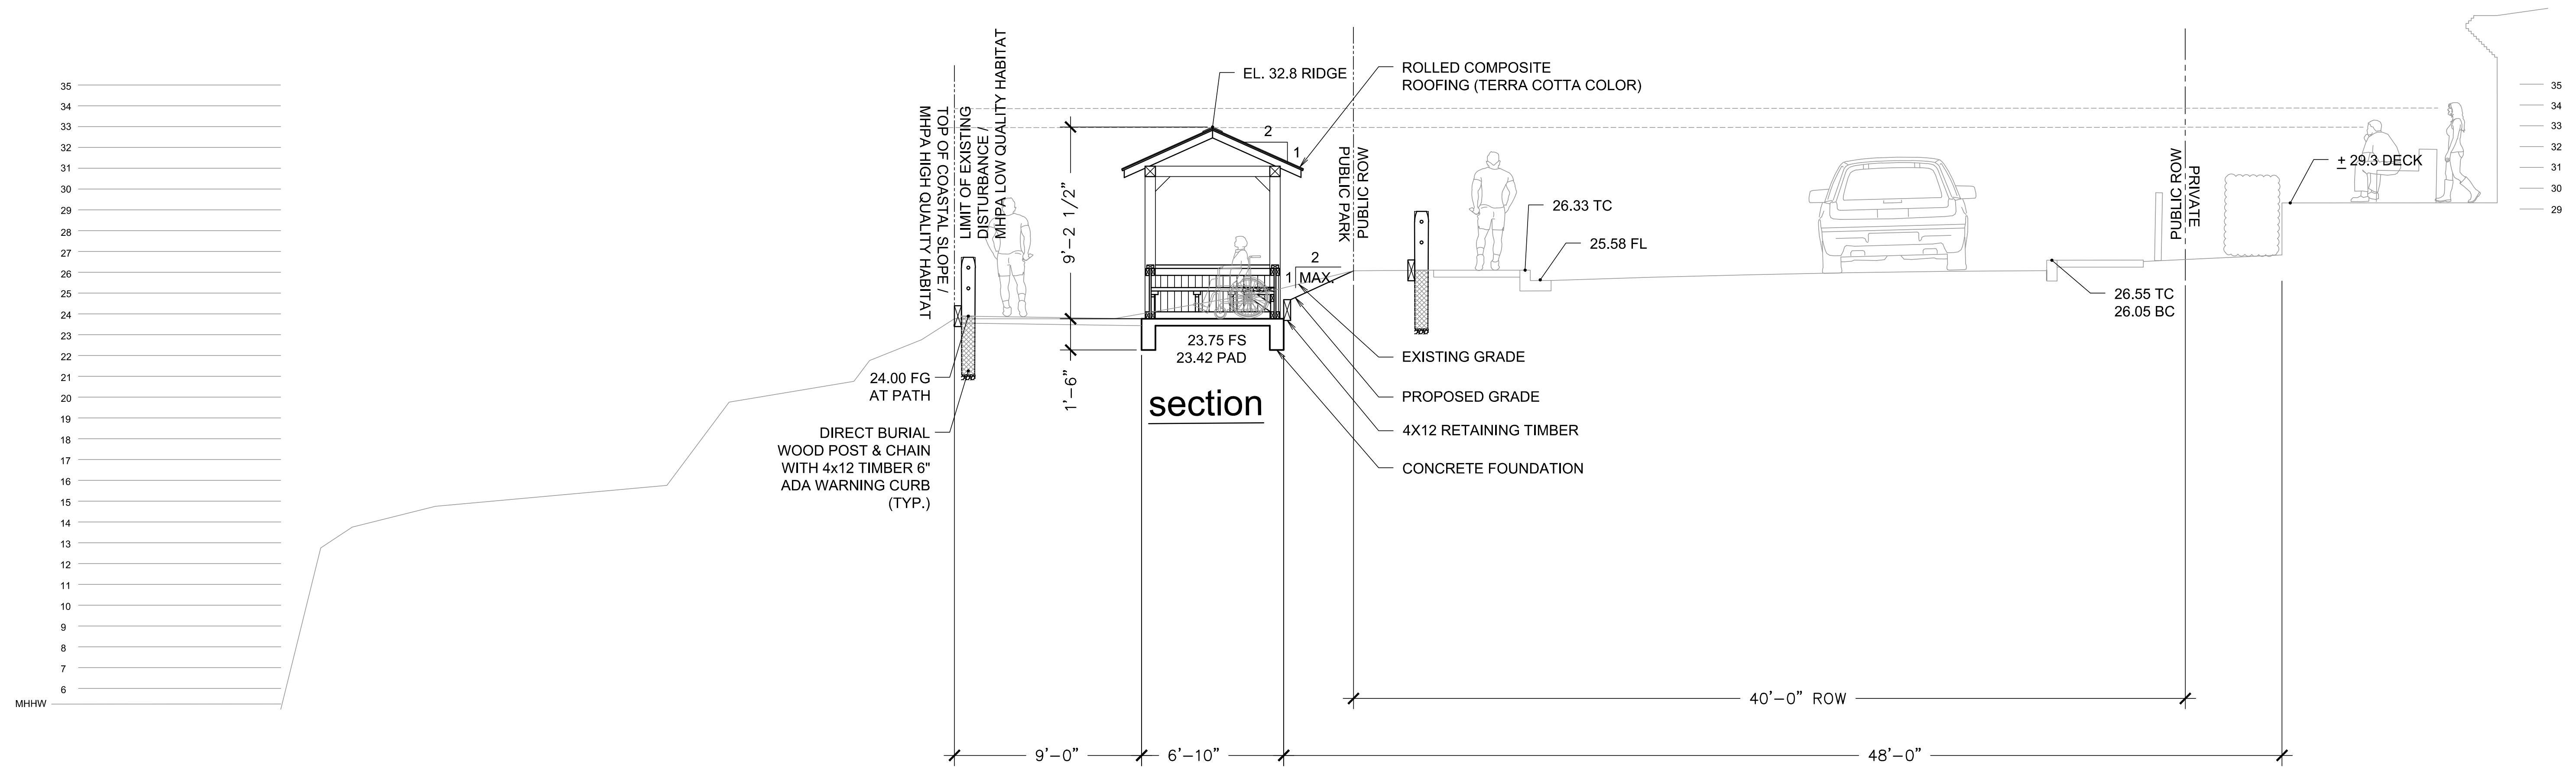 35
34
33
32
31
30
29
28
27
26
25
24
23
22
21
20
19
18
17
16
15
14
13
12
11
10
9
8
7
6
MHHW
TOP OF COASTAL SLOPE /
MHPA HIGH QUALITY HABITAT
LIMIT OF EXISTING
DISTURBANCE /
MHPA LOW QUALITY HABITAT
24.00 FG
AT PATH
DIRECT BURIAL
WOOD POST & CHAIN
WITH 4x12 TIMBER 6"
ADA WARNING CURB
(TYP.)
9'-2 1/2"
1'-6"
EL. 32.8 RIDGE
2
1
23.75 FS
23.42 PAD
section
1
2
MAX.
PUBLIC PARK
PUBLIC ROW
ROLLED COMPOSITE
ROOFING (TERRA COTTA COLOR)
EXISTING GRADE
PROPOSED GRADE
4X12 RETAINING TIMBER
CONCRETE FOUNDATION
26.33 TC
25.58 FL
26.55 TC
26.05 BC
PUBLIC ROW
PRIVATE
± 29.3 DECK
35
34
33
32
31
30
29
40'-0" ROW
9'-0"
6'-10"
48'-0"